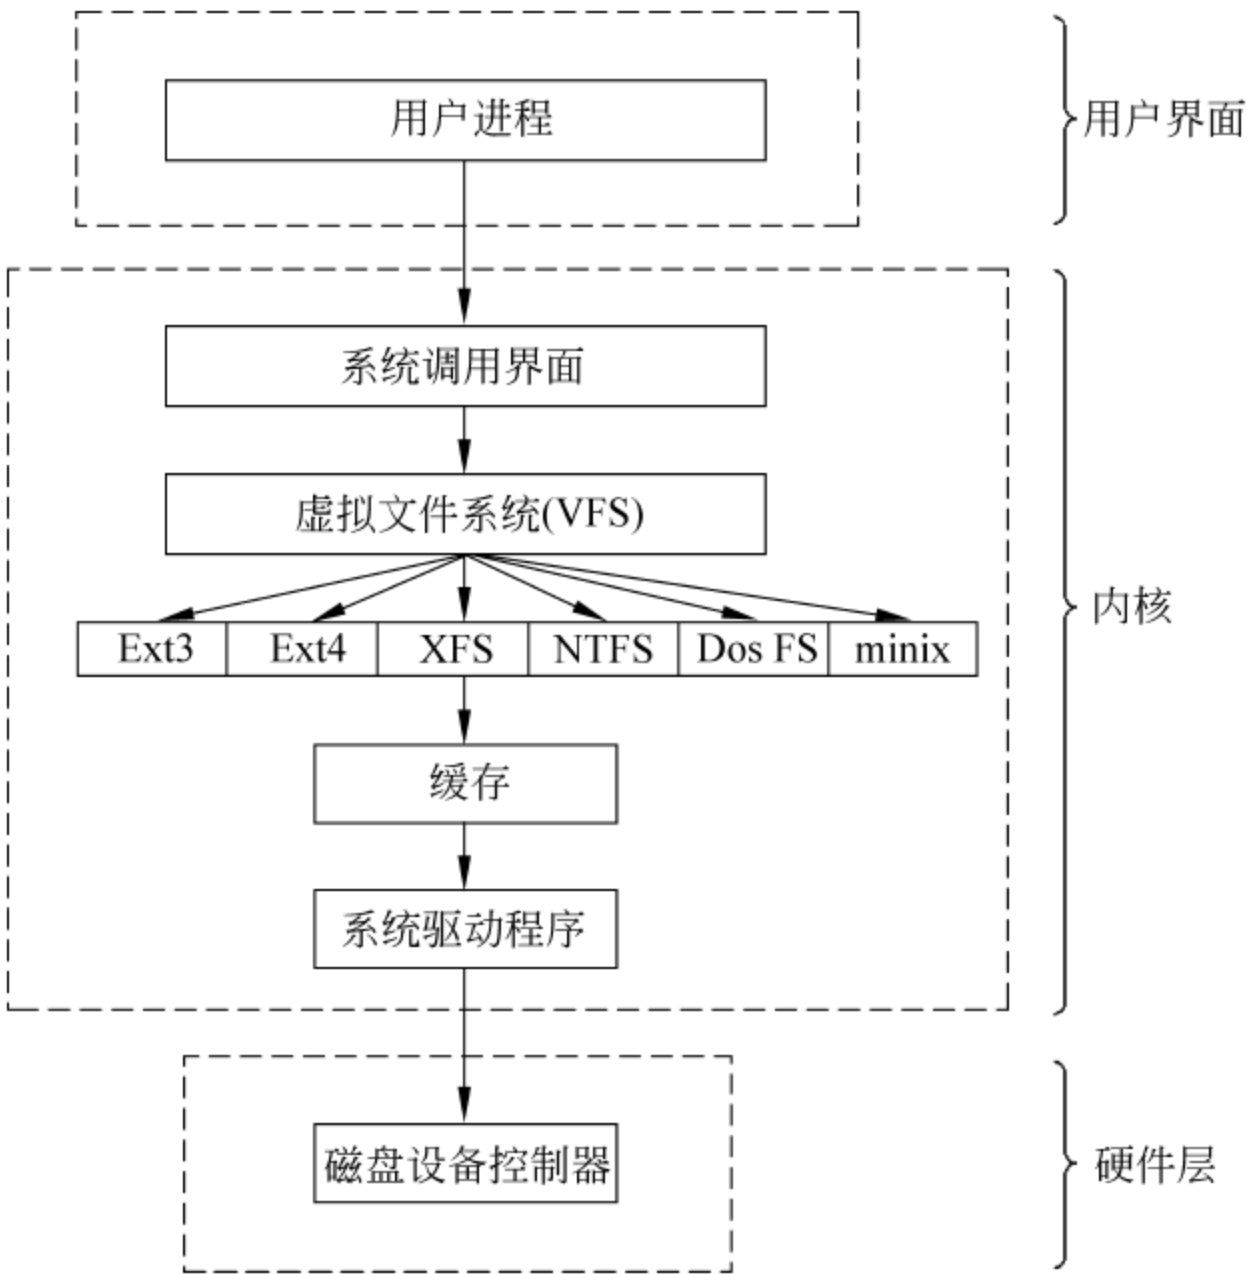 用户进程
用户界面
系统调用界面
虚拟文件系统(VFS)
Ext3 Ext4 XFS NTFS Dos FS minix
内核
缓存
系统驱动程序
磁盘设备控制器
硬件层